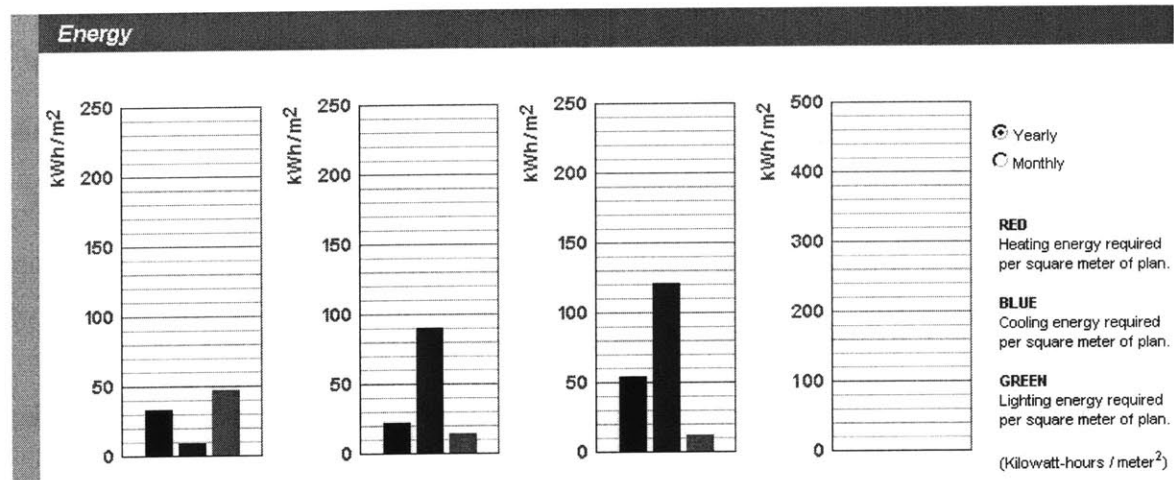 Energy
kWh/m2
250
200
150
100
50
0
kWh/m2
250
200
150
100
50
0
kWh/m2
250
200
150
100
50
0
kWh/m2
500
400
300
200
100
0
Yearly
Monthly
RED
Heating energy required
per square meter of plan.
BLUE
Cooling energy required
per square meter of plan.
GREEN
Lighting energy required
per square meter of plan.
(Kilowatt-hours / meter2)